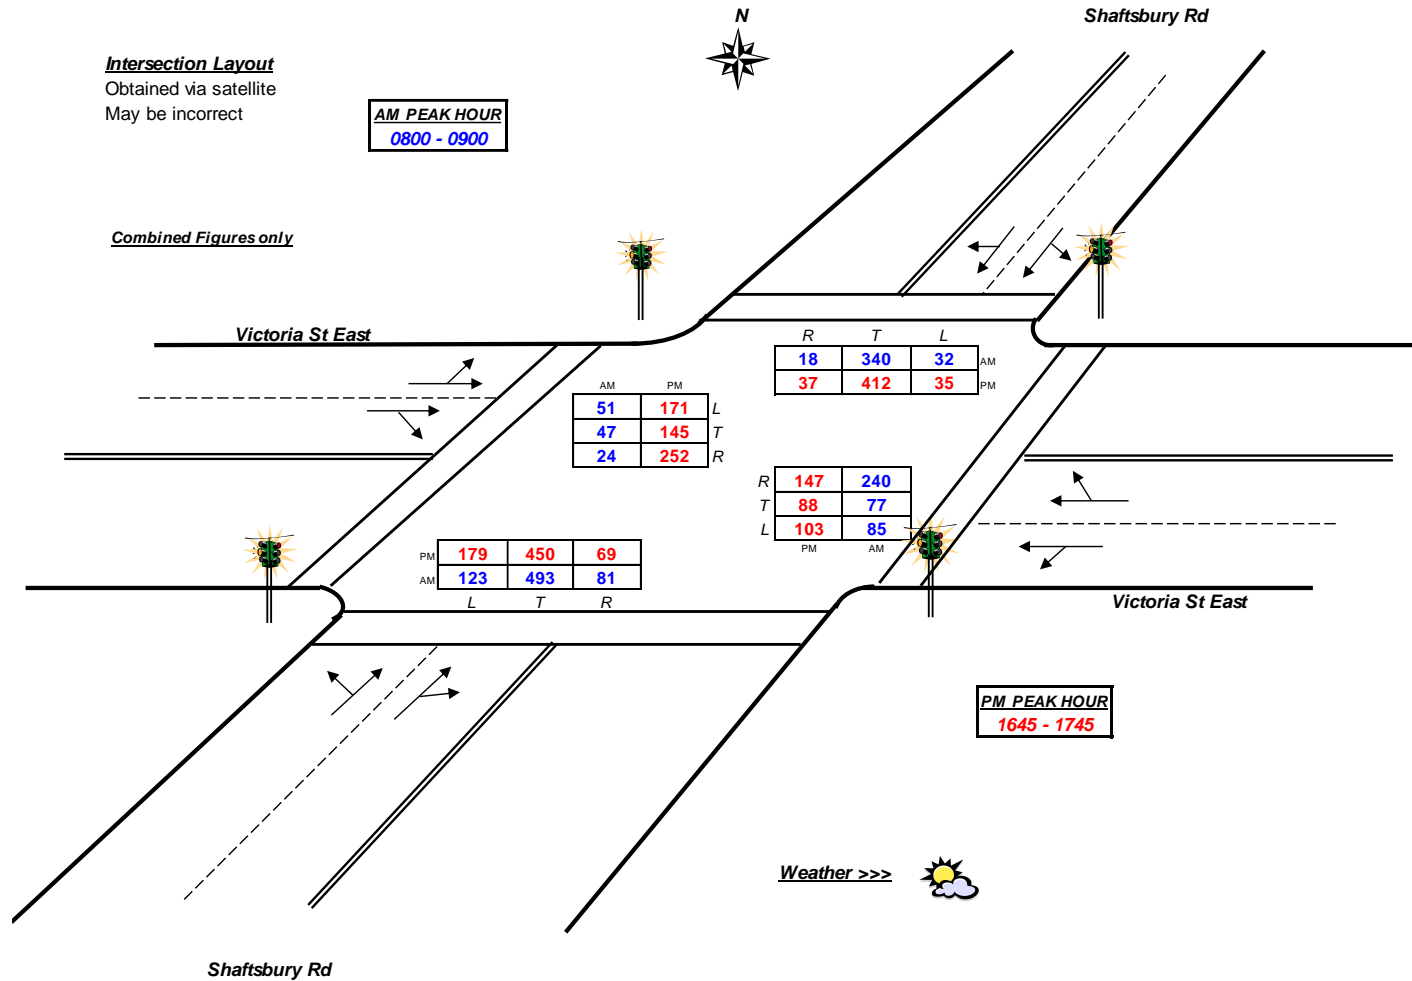 N
Shaftsbury Rd
Intersection Layout
Obtained via satellite
May be incorrect
AM PEAK HOUR
0800 - 0900
Combined Figures only
Victoria St East
R T L
18 340 32 AM
37 412 35 PM
AM PM
51 171 L
47 145 T
24 252 R
R 147 240
T 88 77
L 103 85
PM AM
PM 179 450 69
AM 123 493 81
L T R
Victoria St East
PM PEAK HOUR
1645 - 1745
Weather >>>
Shaftsbury Rd